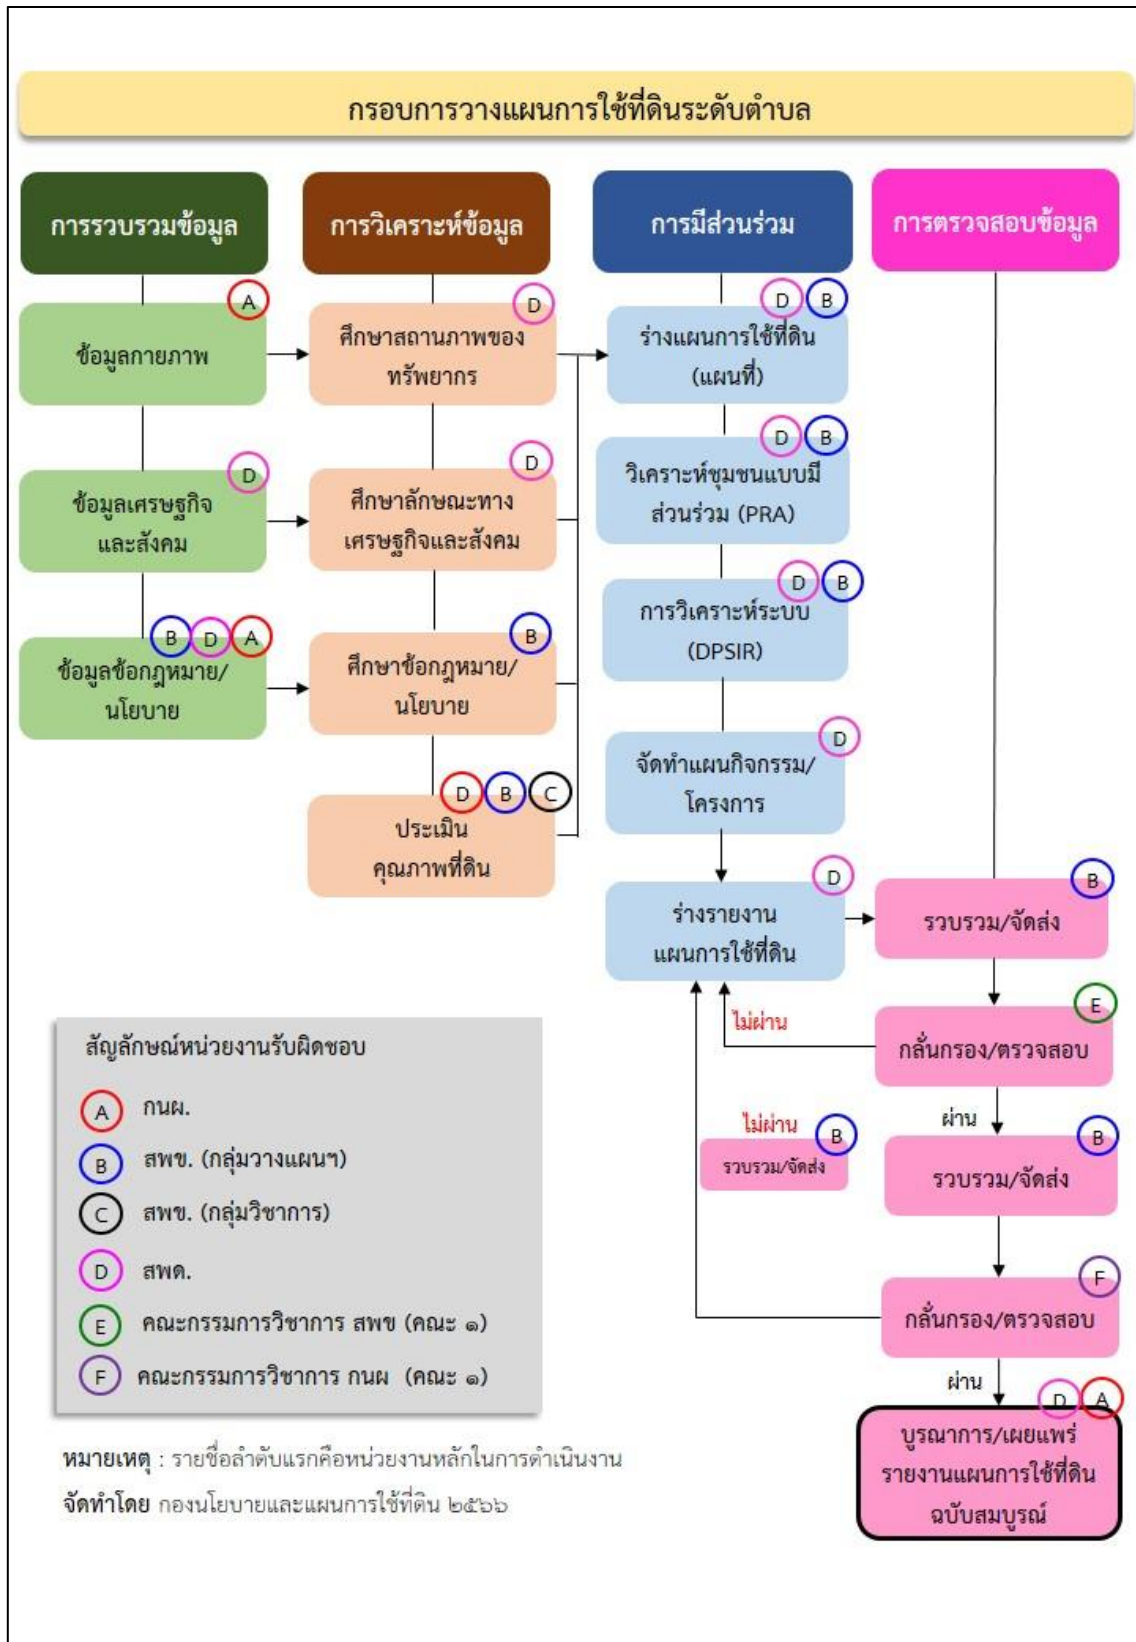 กรอบการวางแผนการใช้ที่ดินระดับตำบล
การรวบรวมข้อมูล
A
ข้อมูลกายภาพ
D
ข้อมูลเศรษฐกิจ
และสังคม
B D A
ข้อมูลข้อกฎหมาย/
นโยบาย
การวิเคราะห์ข้อมูล
D
ศึกษาสถานภาพของ
ทรัพยากร
D
ศึกษาลักษณะทาง
เศรษฐกิจและสังคม
B
ศึกษาข้อกฎหมาย/
นโยบาย
D B C
ประเมิน
คุณภาพที่ดิน
การมีส่วนร่วม
D B
ร่างแผนการใช้ที่ดิน
(แผนที่)
D B
วิเคราะห์ชุมชนแบบมี
ส่วนร่วม (PRA)
D B
การวิเคราะห์ระบบ
(DPSIR)
D
จัดทำแผนกิจกรรม/
โครงการ
D
ร่างรายงาน
แผนการใช้ที่ดิน
การตรวจสอบข้อมูล
B
รวบรวม/จัดส่ง
E
กลั่นกรอง/ตรวจสอบ
ไม่ผ่าน
ผ่าน
B
รวบรวม/จัดส่ง
ไม่ผ่าน
B
รวบรวม/จัดส่ง
F
กลั่นกรอง/ตรวจสอบ
ผ่าน
D A
บูรณาการ/เผยแพร่
รายงานแผนการใช้ที่ดิน
ฉบับสมบูรณ์
สัญลักษณ์หน่วยงานรับผิดชอบ
A กนผ.
B สพข. (กลุ่มวางแผนฯ)
C สพข. (กลุ่มวิชาการ)
D สพด.
E คณะกรรมการวิชาการ สพข (คณะ ๑)
F คณะกรรมการวิชาการ กนผ (คณะ ๑)
หมายเหตุ : รายชื่อลำดับแรกคือหน่วยงานหลักในการดำเนินงาน
จัดทำโดย กองนโยบายและแผนการใช้ที่ดิน ๒๕๖๖